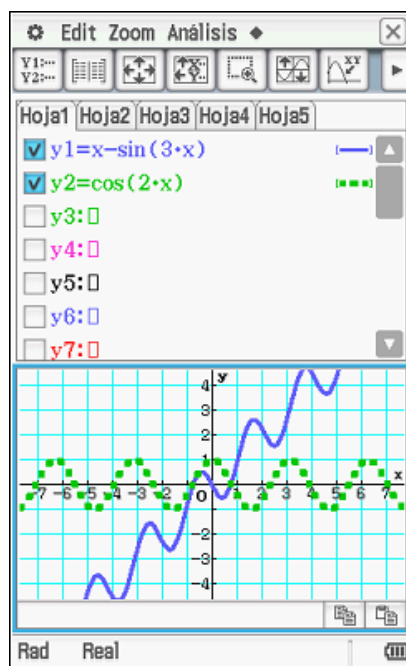 Edit Zoom Análisis
Y1:... Y2:...
Hoja1 Hoja2 Hoja3 Hoja4 Hoja5
y1=x−sin(3·x)
y2=cos(2·x)
y3:▯
y4:▯
y5:▯
y6:▯
y7:▯
y
4
3
2
1
x
-7 -6 -5 -4 -3 -2 -1 O 1 2 3 4 5 6 7
-2
-3
-4
Rad Real